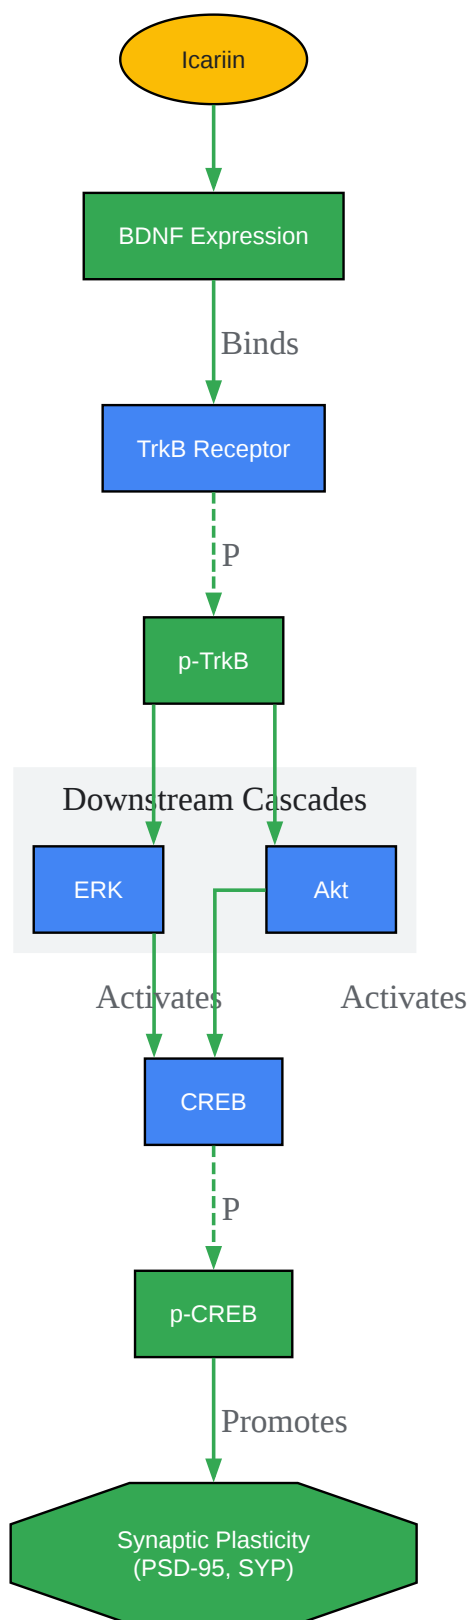 Icariin
BDNF Expression
Binds
TrkB Receptor
P
p-TrkB
Downstream Cascades
ERK
Akt
Activates
Activates
CREB
P
p-CREB
Promotes
Synaptic Plasticity
(PSD-95, SYP)